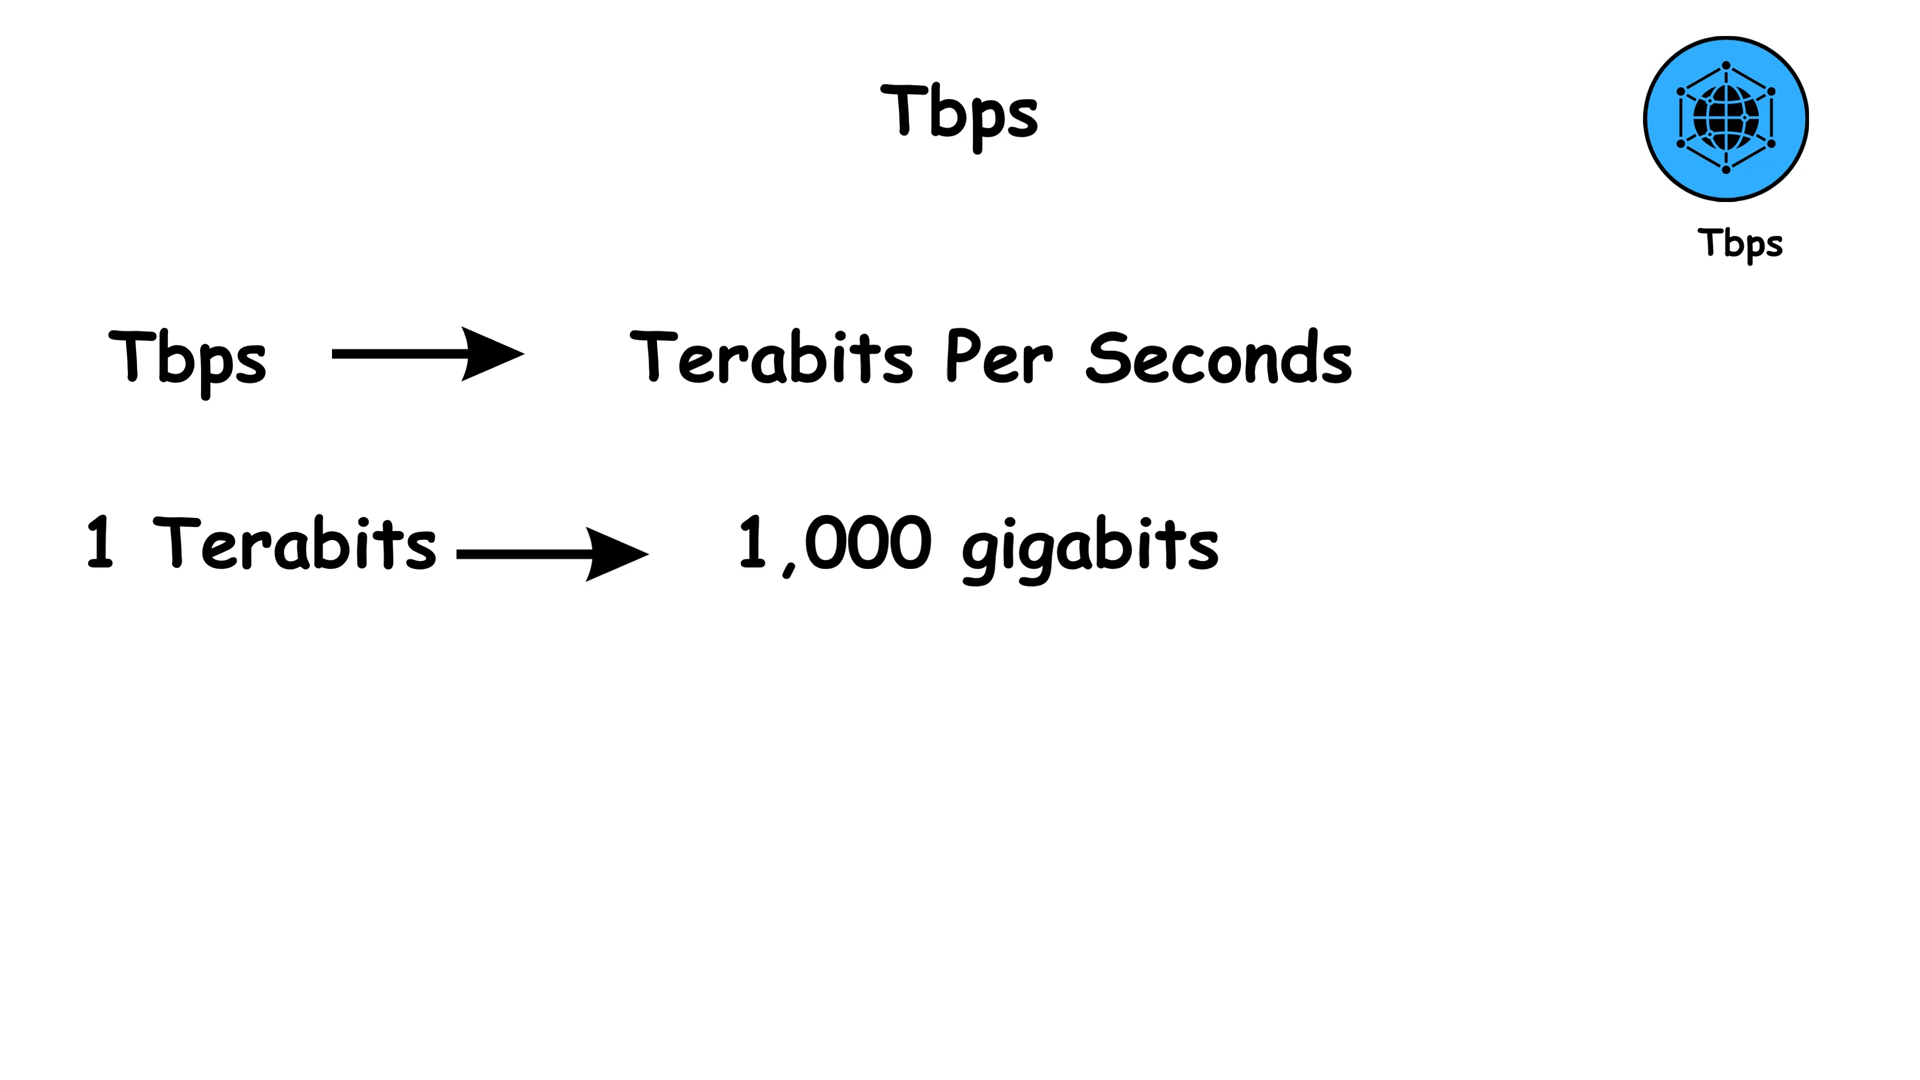 Tbps
Tbps
Tbps Terabits Per Seconds
1 Terabits 1,000 gigabits